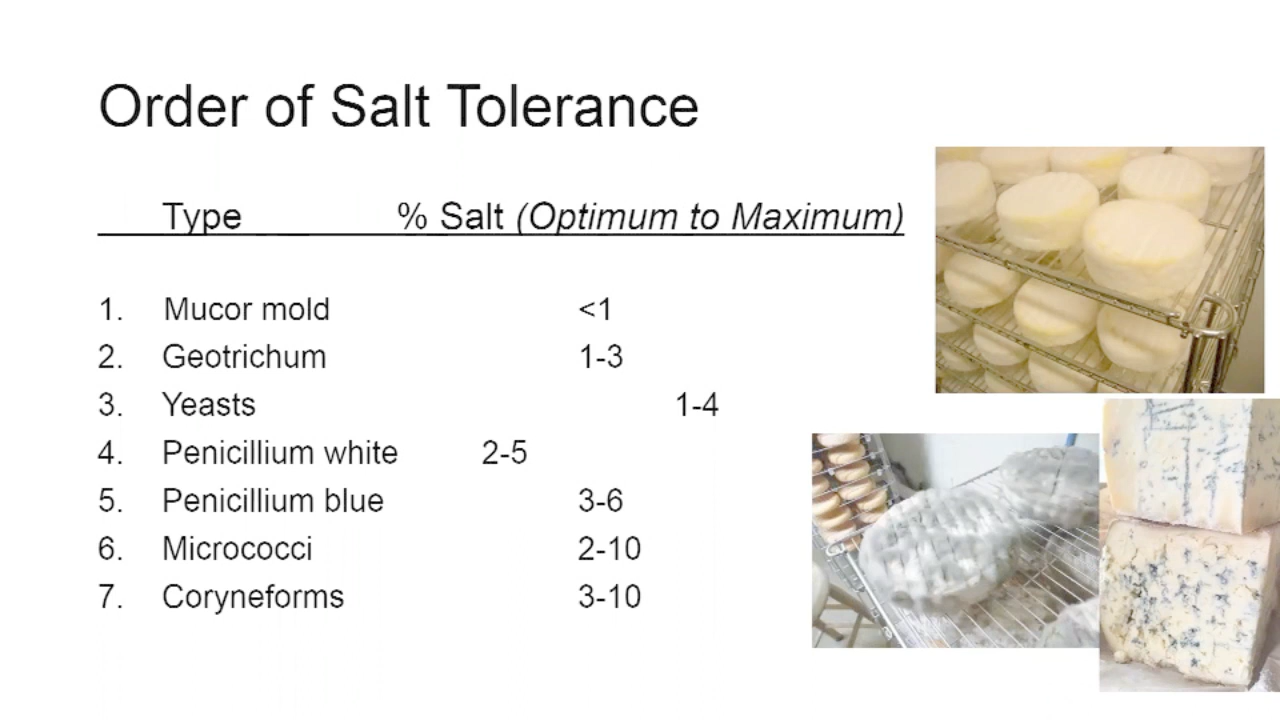 Order of Salt Tolerance
Type % Salt (Optimum to Maximum)
1. Mucor mold <1
2. Geotrichum 1-3
3. Yeasts 1-4
4. Penicillium white 2-5
5. Penicillium blue 3-6
6. Micrococci 2-10
7. Coryneforms 3-10